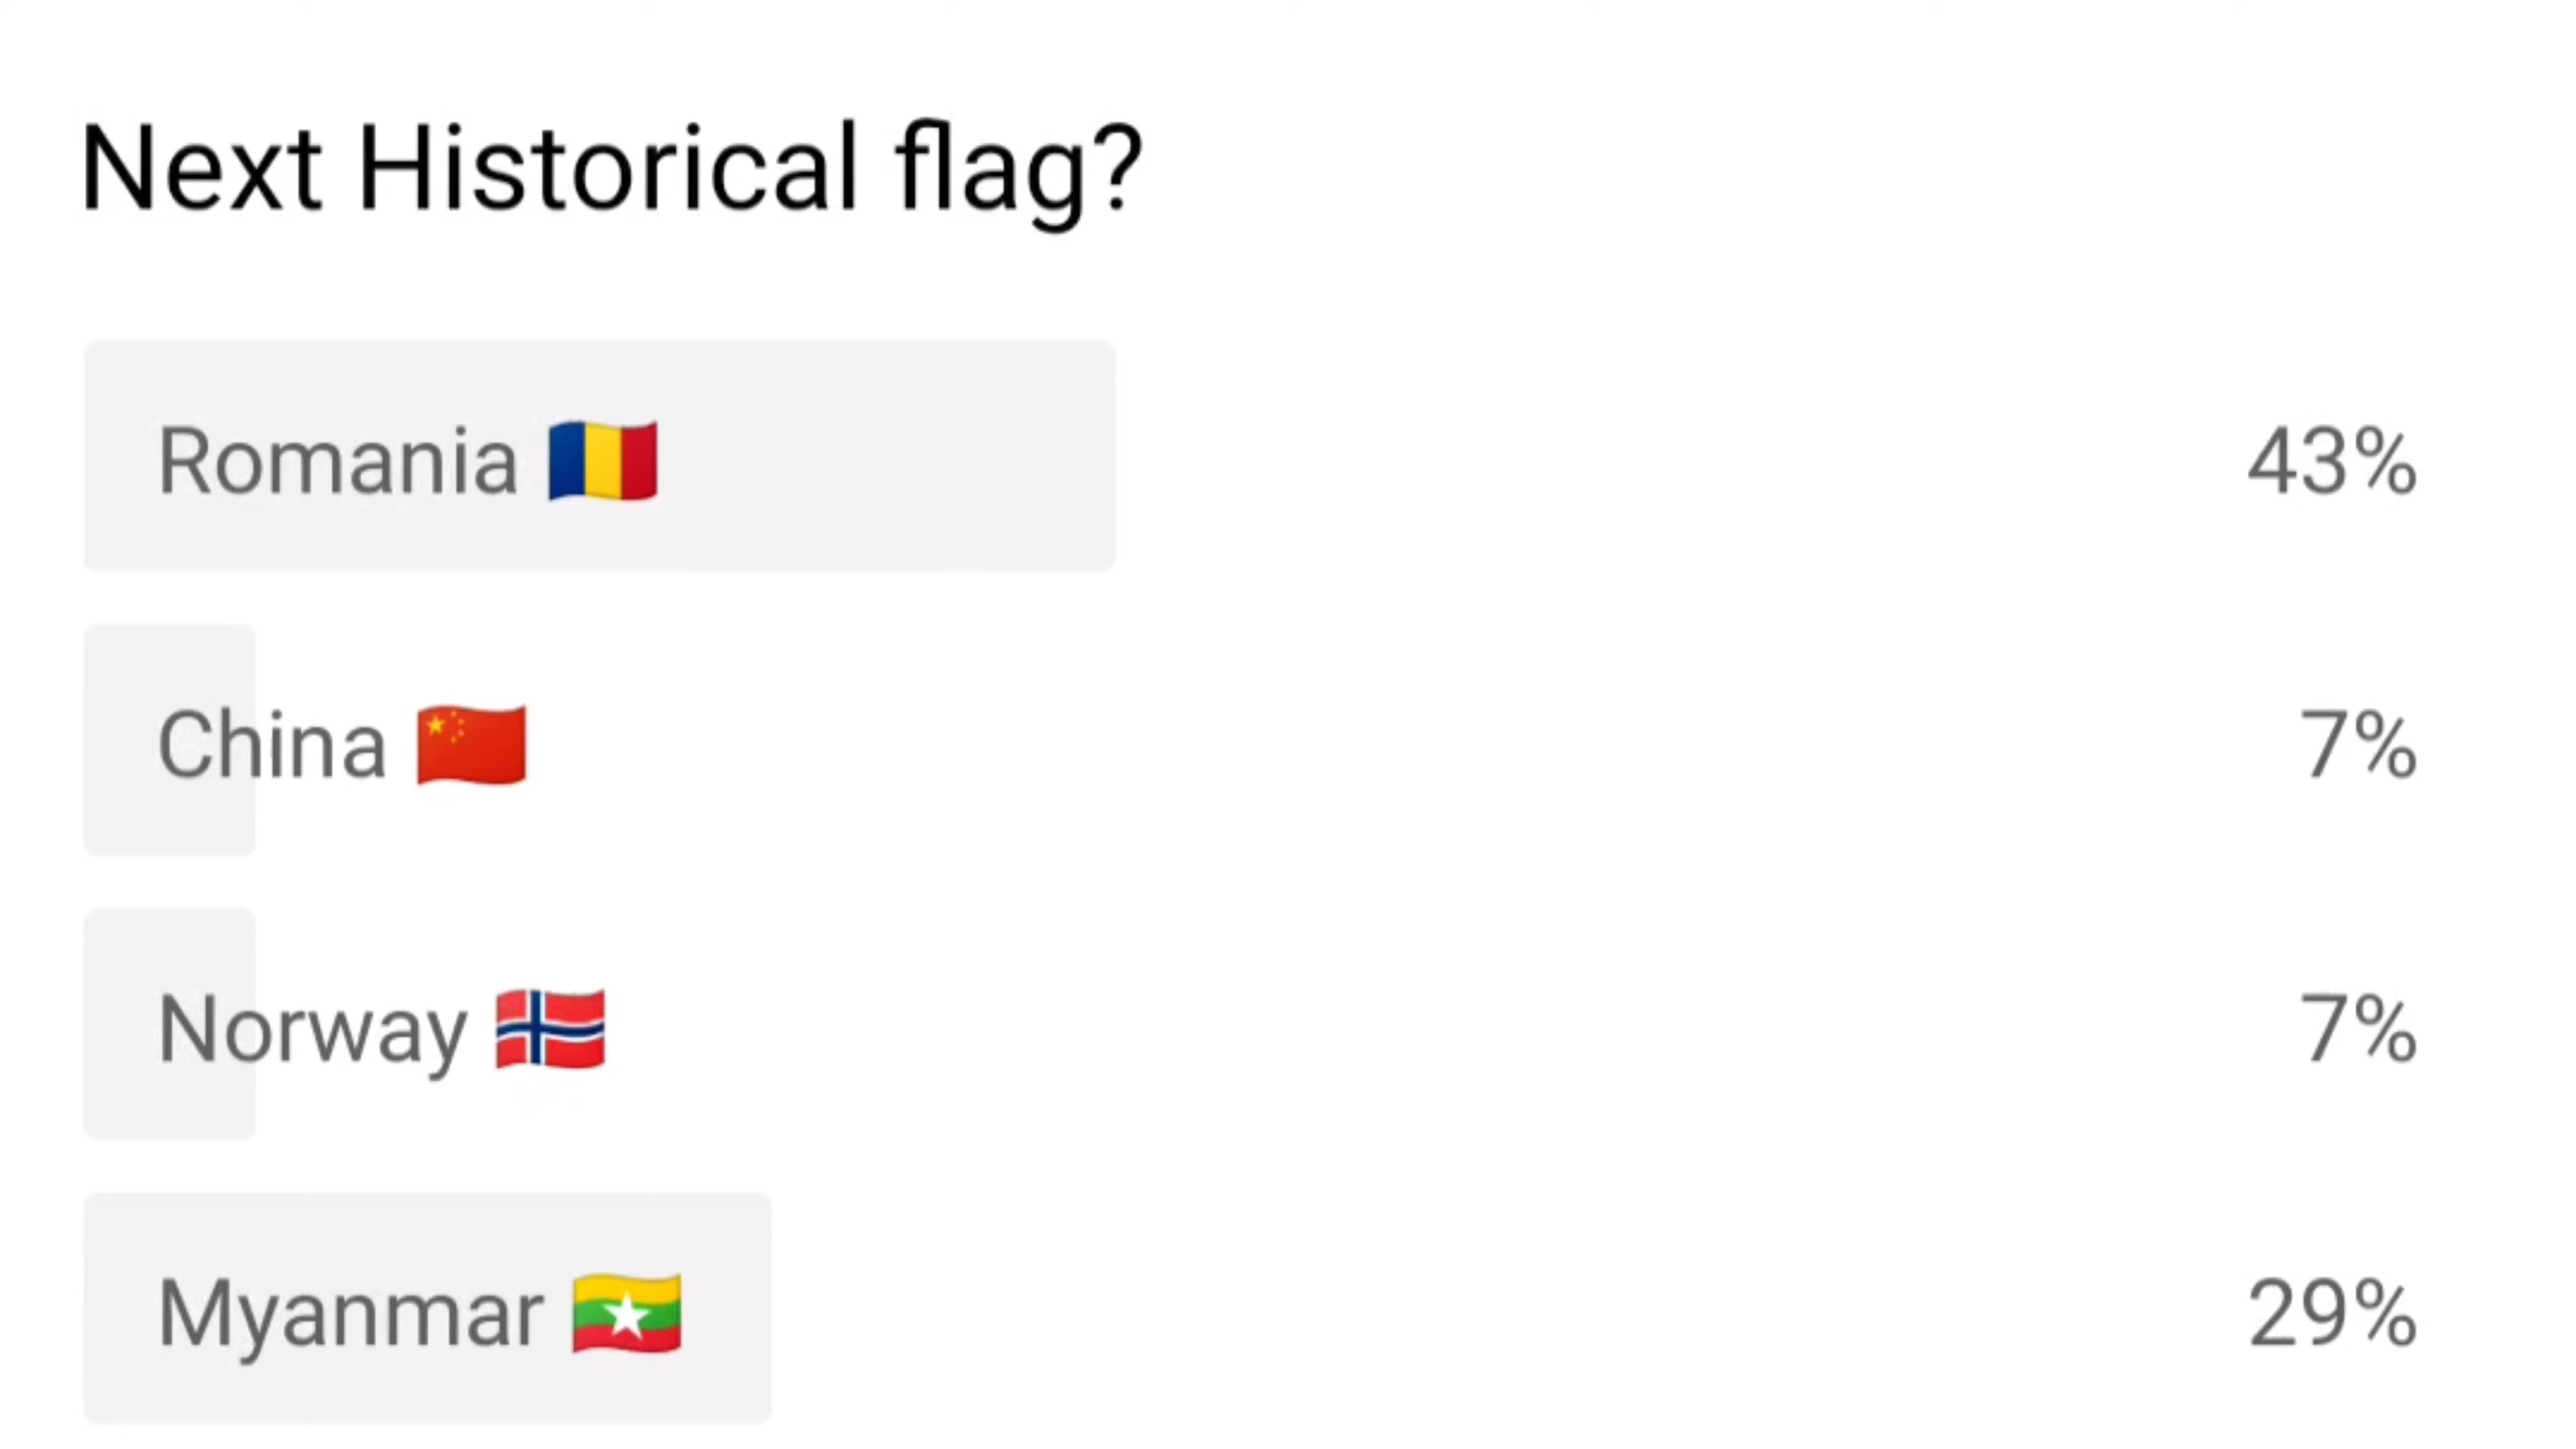 Next Historical flag?
Romania 🇷🇴 43%
China 🇨🇳 7%
Norway 🇳🇴 7%
Myanmar 🇲🇲 29%